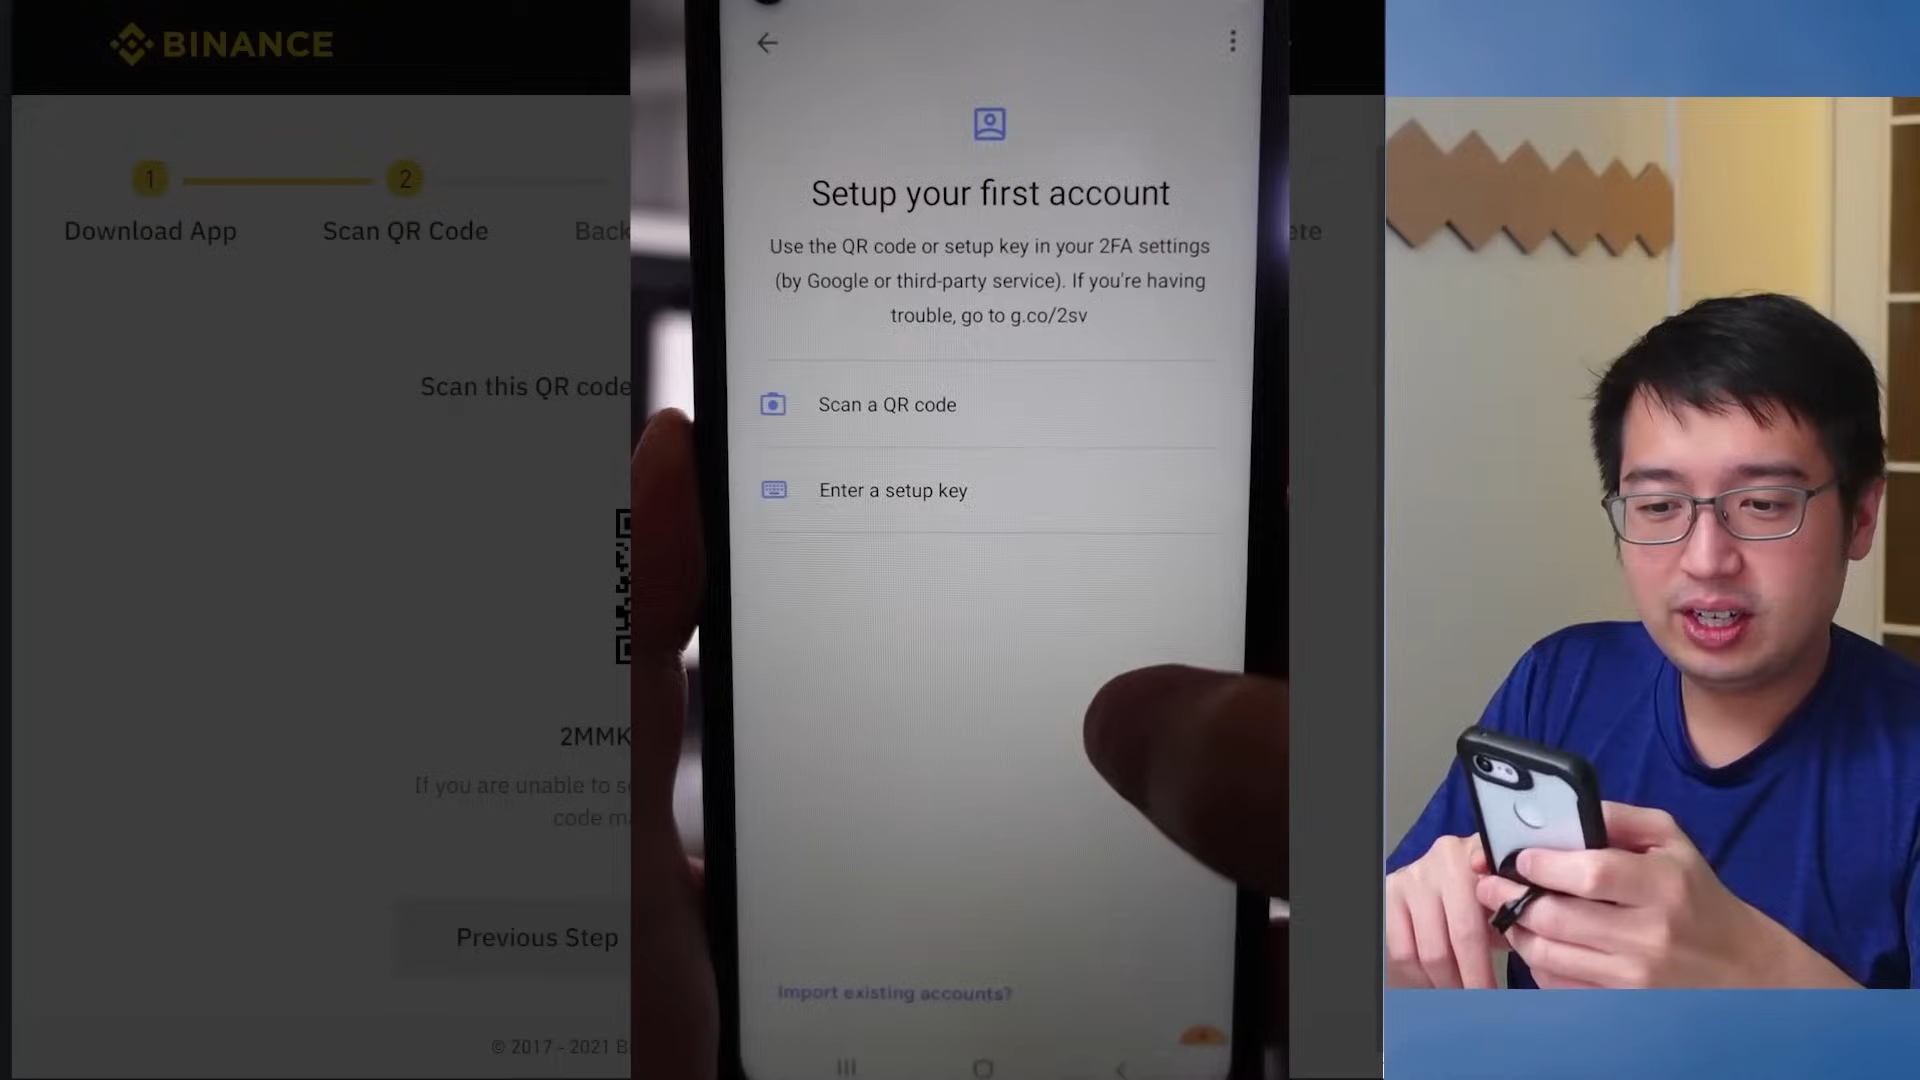 BINANCE
1
2
Download App
Scan QR Code
Back
ete
Scan this QR code
2MMK
If you are unable to s
code m
Previous Step
© 2017 - 2021 B
Setup your first account
Use the QR code or setup key in your 2FA settings
(by Google or third-party service). If you're having
trouble, go to g.co/2sv
Scan a QR code
Enter a setup key
Import existing accounts?